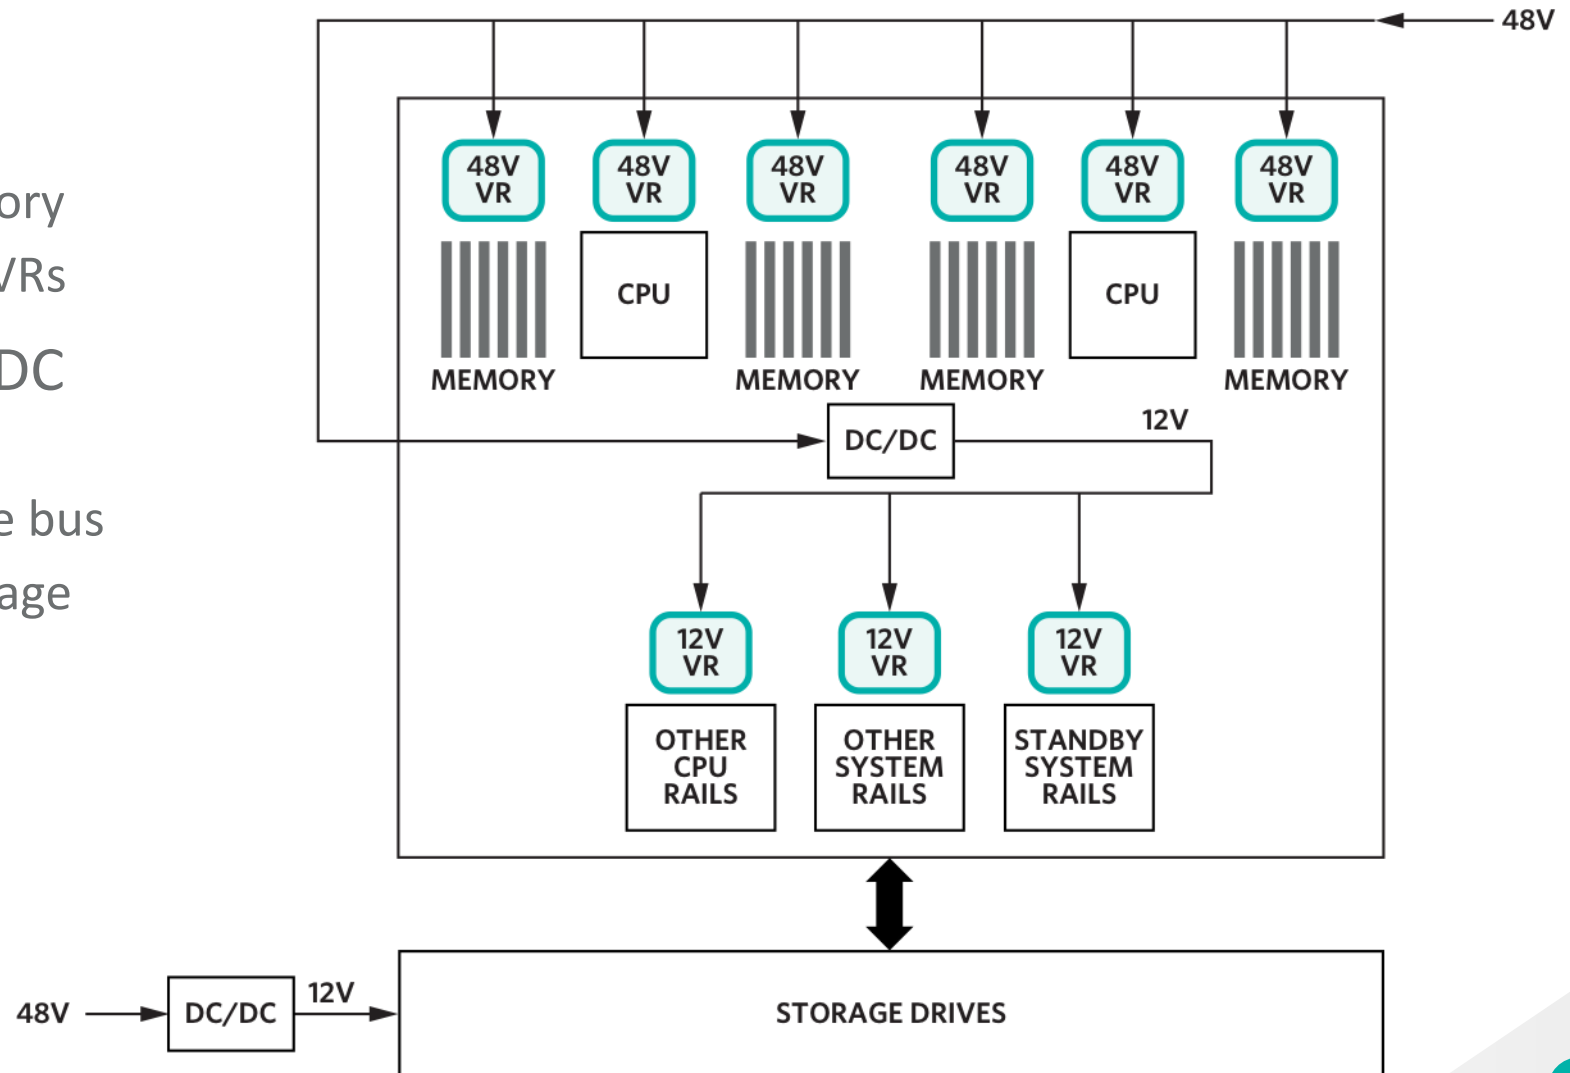 48V
48V 48V 48V 48V 48V 48V
VR VR VR VR VR VR
CPU CPU
MEMORY MEMORY MEMORY MEMORY
DC/DC 12V
12V 12V 12V
VR VR VR
OTHER OTHER STANDBY
CPU SYSTEM SYSTEM
RAILS RAILS RAILS
48V DC/DC 12V STORAGE DRIVES
ory
VRs
DC
e bus
age